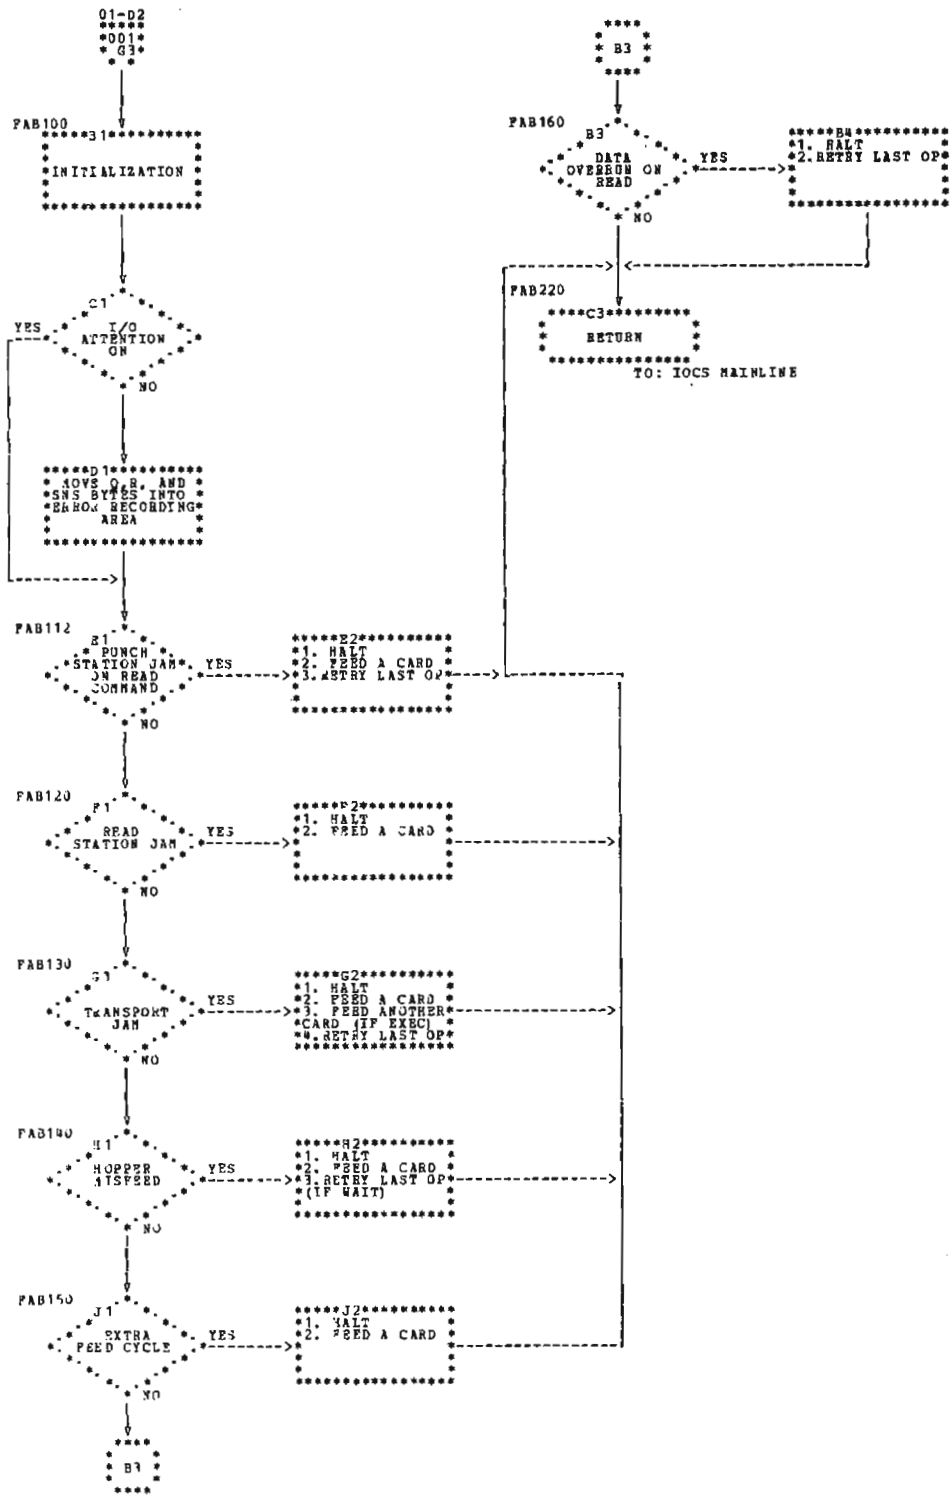 01-D2
001
G3
FAB100
B1
INITIALIZATION
C1
I/O
ATTENTION
ON
YES
NO
D1
MOVE Q,R, AND
SNS BYTES INTO
ERROR RECORDING
AREA
FAB112
E1
PUNCH
STATION JAM
ON READ
COMMAND
YES
NO
E2
1. HALT
2. FEED A CARD
3.RETRY LAST OP
FAB120
F1
READ
STATION JAM
YES
NO
F2
1. HALT
2. FEED A CARD
FAB130
G1
TRANSPORT
JAM
YES
NO
G2
1. HALT
2. FEED A CARD
3. FEED ANOTHER
CARD (IF EXEC)
4.RETRY LAST OP
FAB140
H1
HOPPER
MISFEED
YES
NO
H2
1. HALT
2. FEED A CARD
3.RETRY LAST OP
(IF WAIT)
FAB150
J1
EXTRA
FEED CYCLE
YES
NO
J2
1. HALT
2. FEED A CARD
B3
B3
FAB160
B3
DATA
OVERRUN ON
READ
YES
NO
B4
1. HALT
2.RETRY LAST OP
FAB220
C3
RETURN
TO: IOCS MAINLINE